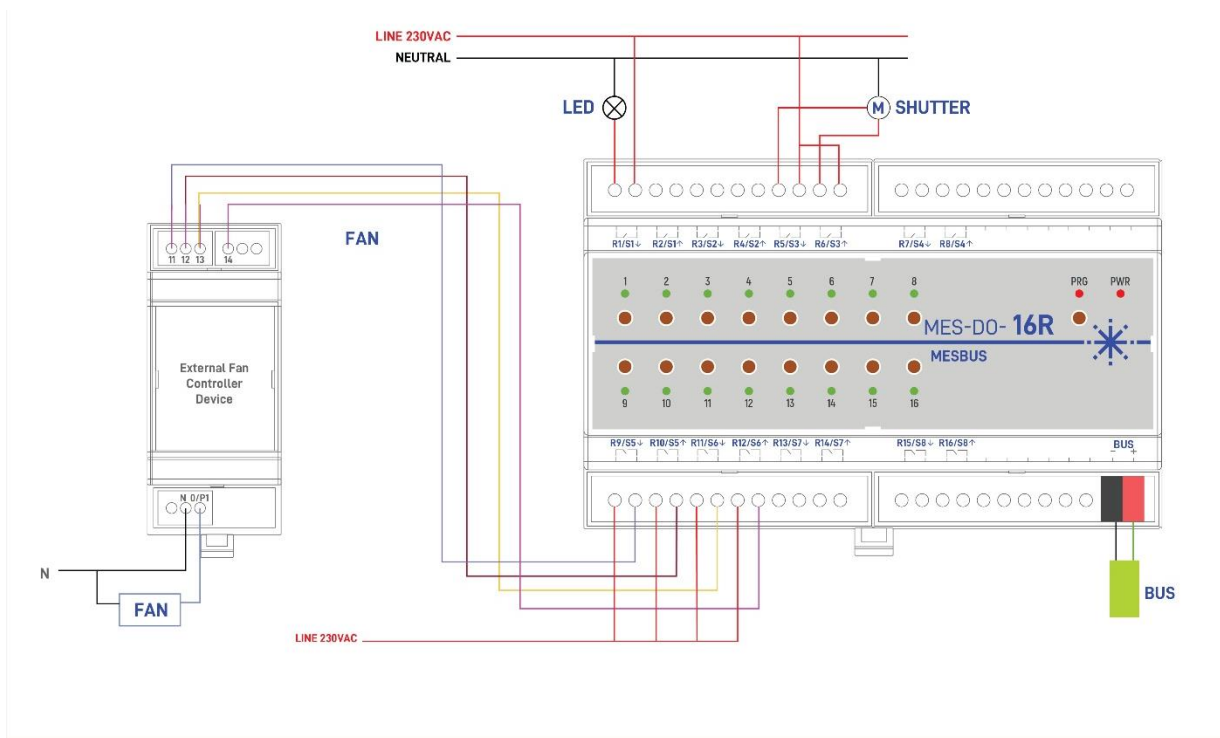 LINE 230VAC
NEUTRAL
LED
M SHUTTER
FAN
11 12 13 14
External Fan
Controller
Device
N 0/P1
N
FAN
R1/S1↓ R2/S1↑ R3/S2↓ R4/S2↑ R5/S3↓ R6/S3↑ R7/S4↓ R8/S4↑
1 2 3 4 5 6 7 8 PRG PWR
MES-DO- 16R
MESBUS
9 10 11 12 13 14 15 16
R9/S5↓ R10/S5↑ R11/S6↓ R12/S6↑ R13/S7↓ R14/S7↑ R15/S8↓ R16/S8↑ BUS
− +
BUS
LINE 230VAC